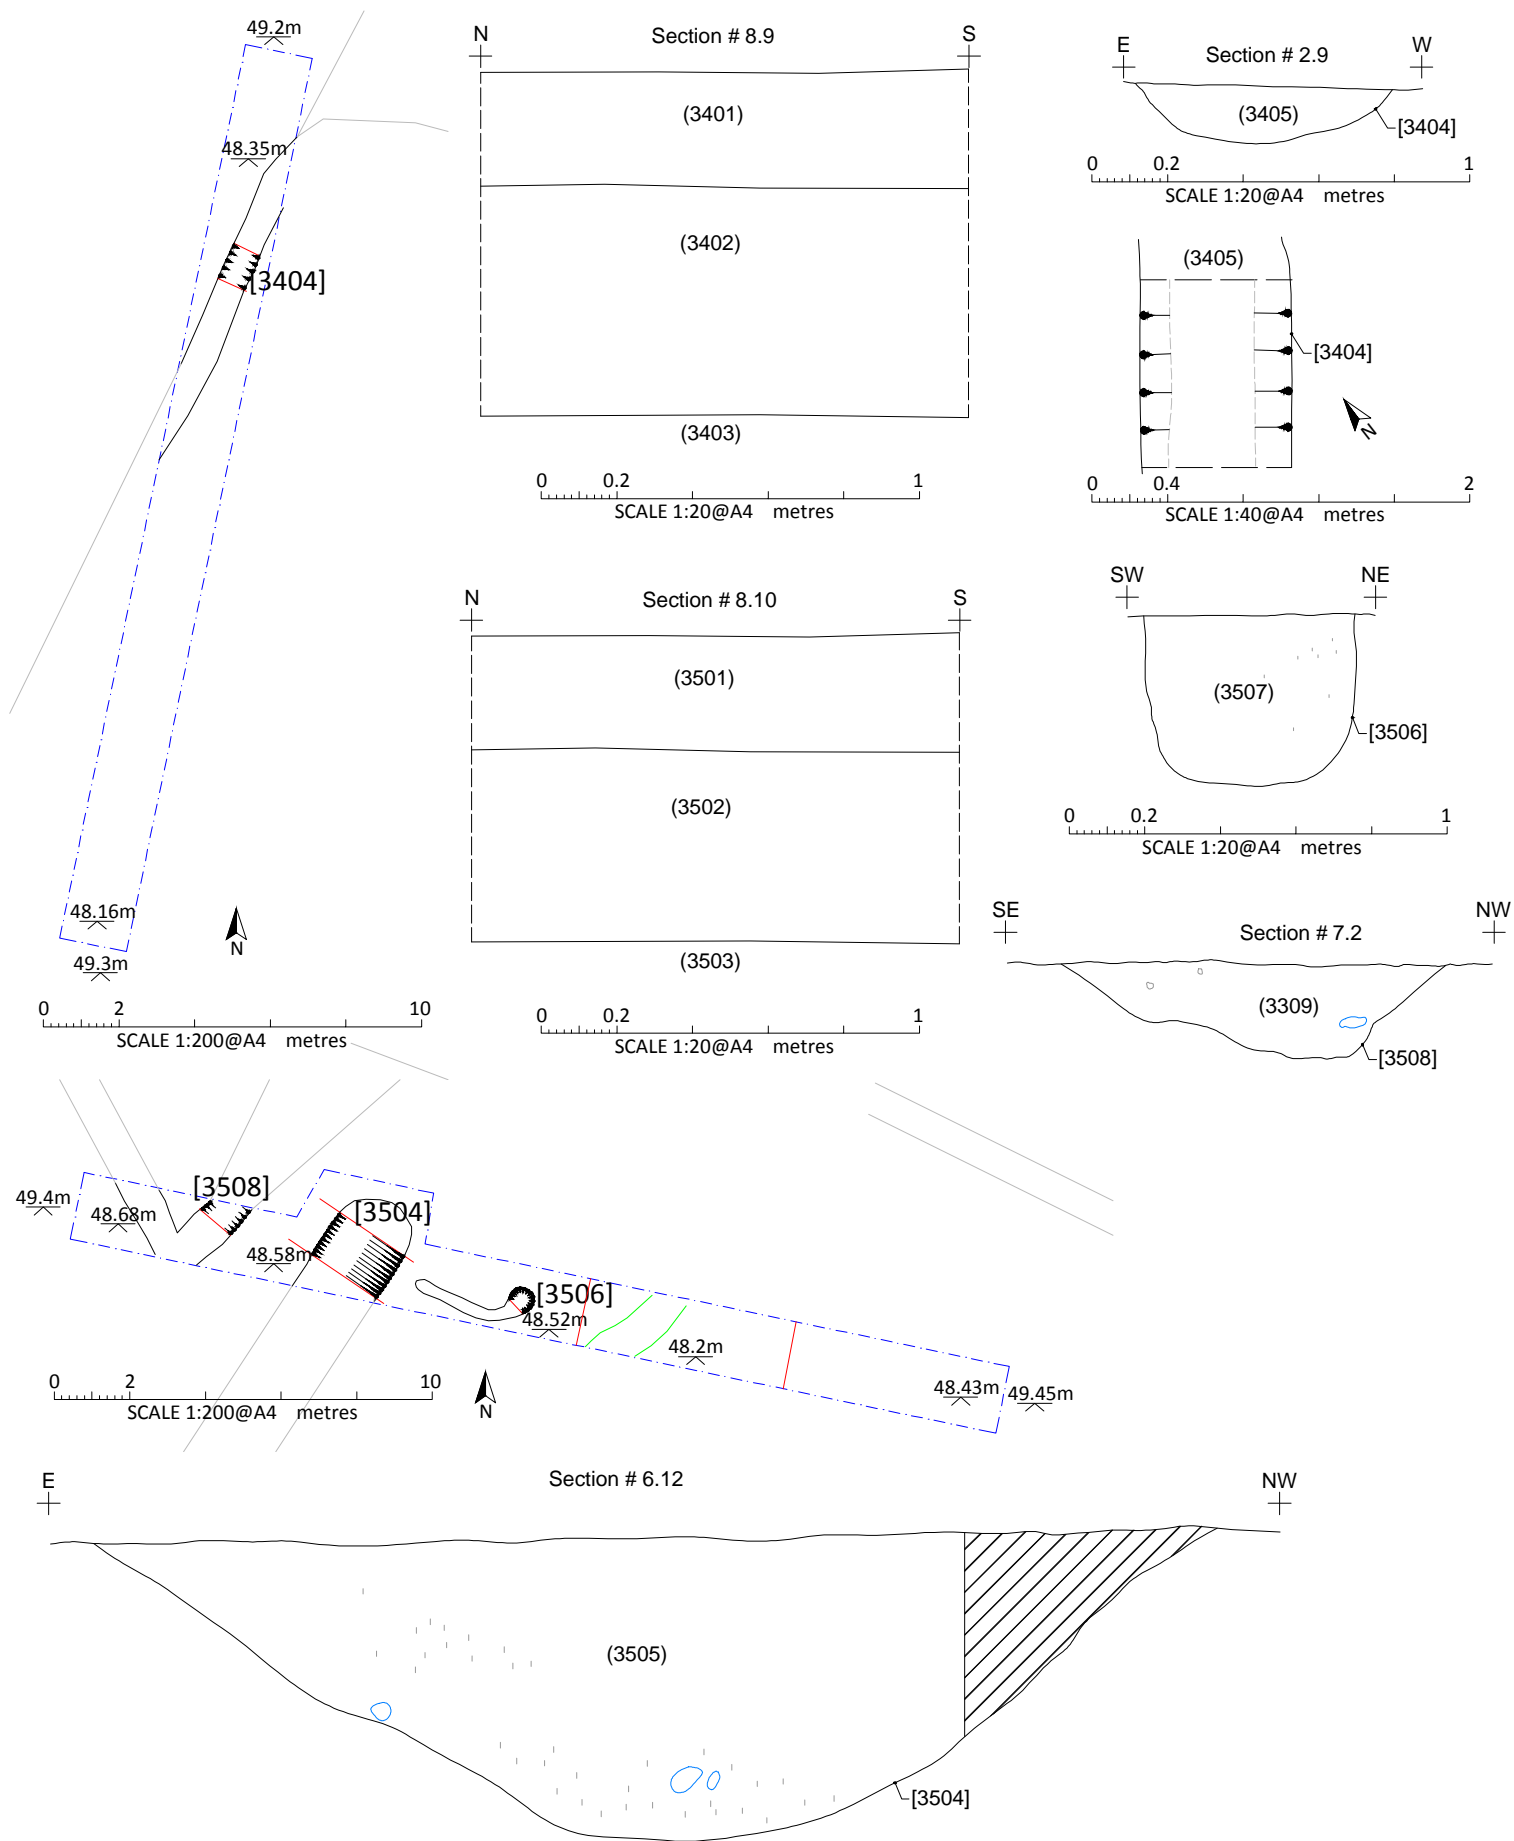 49.2m
48.35m
[3404]
48.16m
49.3m
N
0 2 10
SCALE 1:200@A4 metres
N Section # 8.9 S
(3401)
(3402)
(3403)
0 0.2 1
SCALE 1:20@A4 metres
E Section # 2.9 W
(3405)
[3404]
0 0.2 1
SCALE 1:20@A4 metres
(3405)
[3404]
N
0 0.4 2
SCALE 1:40@A4 metres
N Section # 8.10 S
(3501)
(3502)
(3503)
0 0.2 1
SCALE 1:20@A4 metres
SW NE
(3507)
[3506]
0 0.2 1
SCALE 1:20@A4 metres
SE Section # 7.2 NW
(3309)
[3508]
49.4m
48.68m
[3508]
48.58m
[3504]
[3506]
48.52m
48.2m
48.43m
49.45m
0 2 10
SCALE 1:200@A4 metres
N
E Section # 6.12 NW
(3505)
[3504]